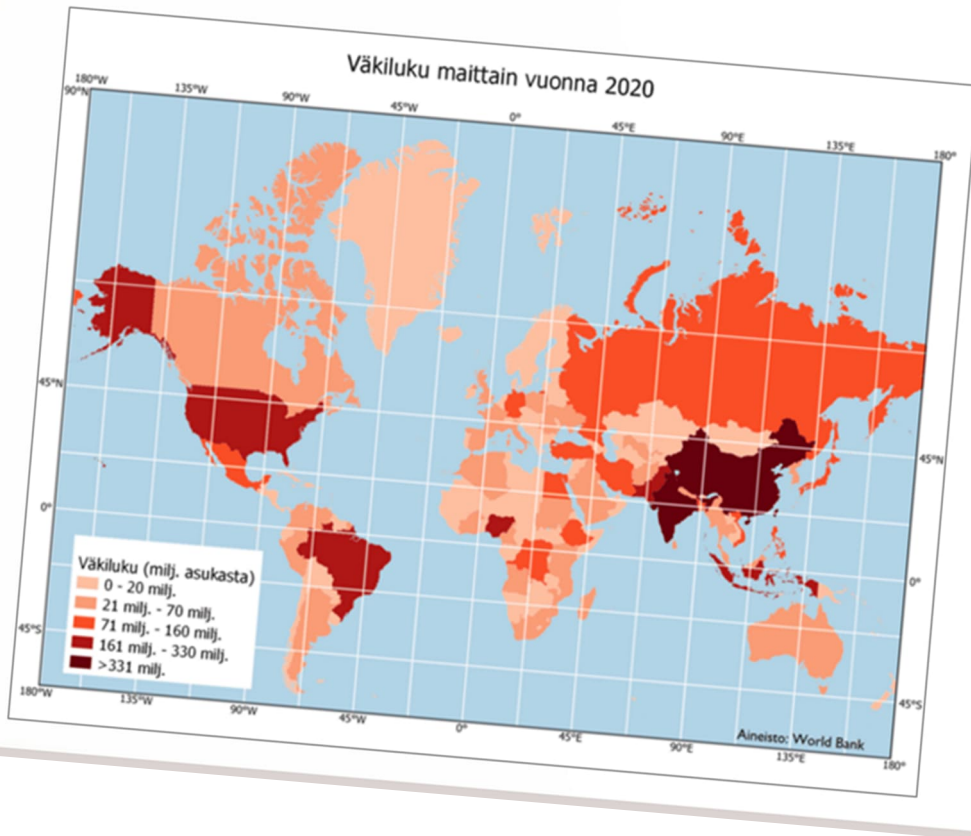 Väkiluku maittain vuonna 2020
180°W 135°W 90°W 45°W 0° 45°E 90°E 135°E 180°
90°N
45°N
45°N
0°
0°
45°S
45°S
Väkiluku (milj. asukasta)
0 - 20 milj.
21 milj. - 70 milj.
71 milj. - 160 milj.
161 milj. - 330 milj.
>331 milj.
Aineisto: World Bank
180°W 135°W 90°W 45°W 0° 45°E 90°E 135°E 180°